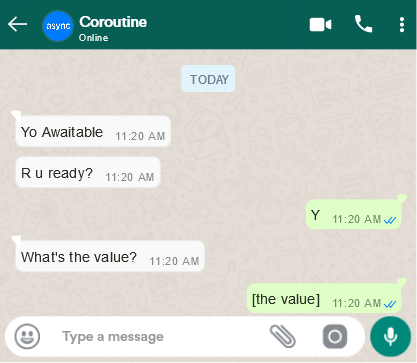 async
Coroutine
Online
TODAY
Yo Awaitable 11:20 AM
R u ready? 11:20 AM
Y 11:20 AM
What's the value? 11:20 AM
[the value] 11:20 AM
Type a message